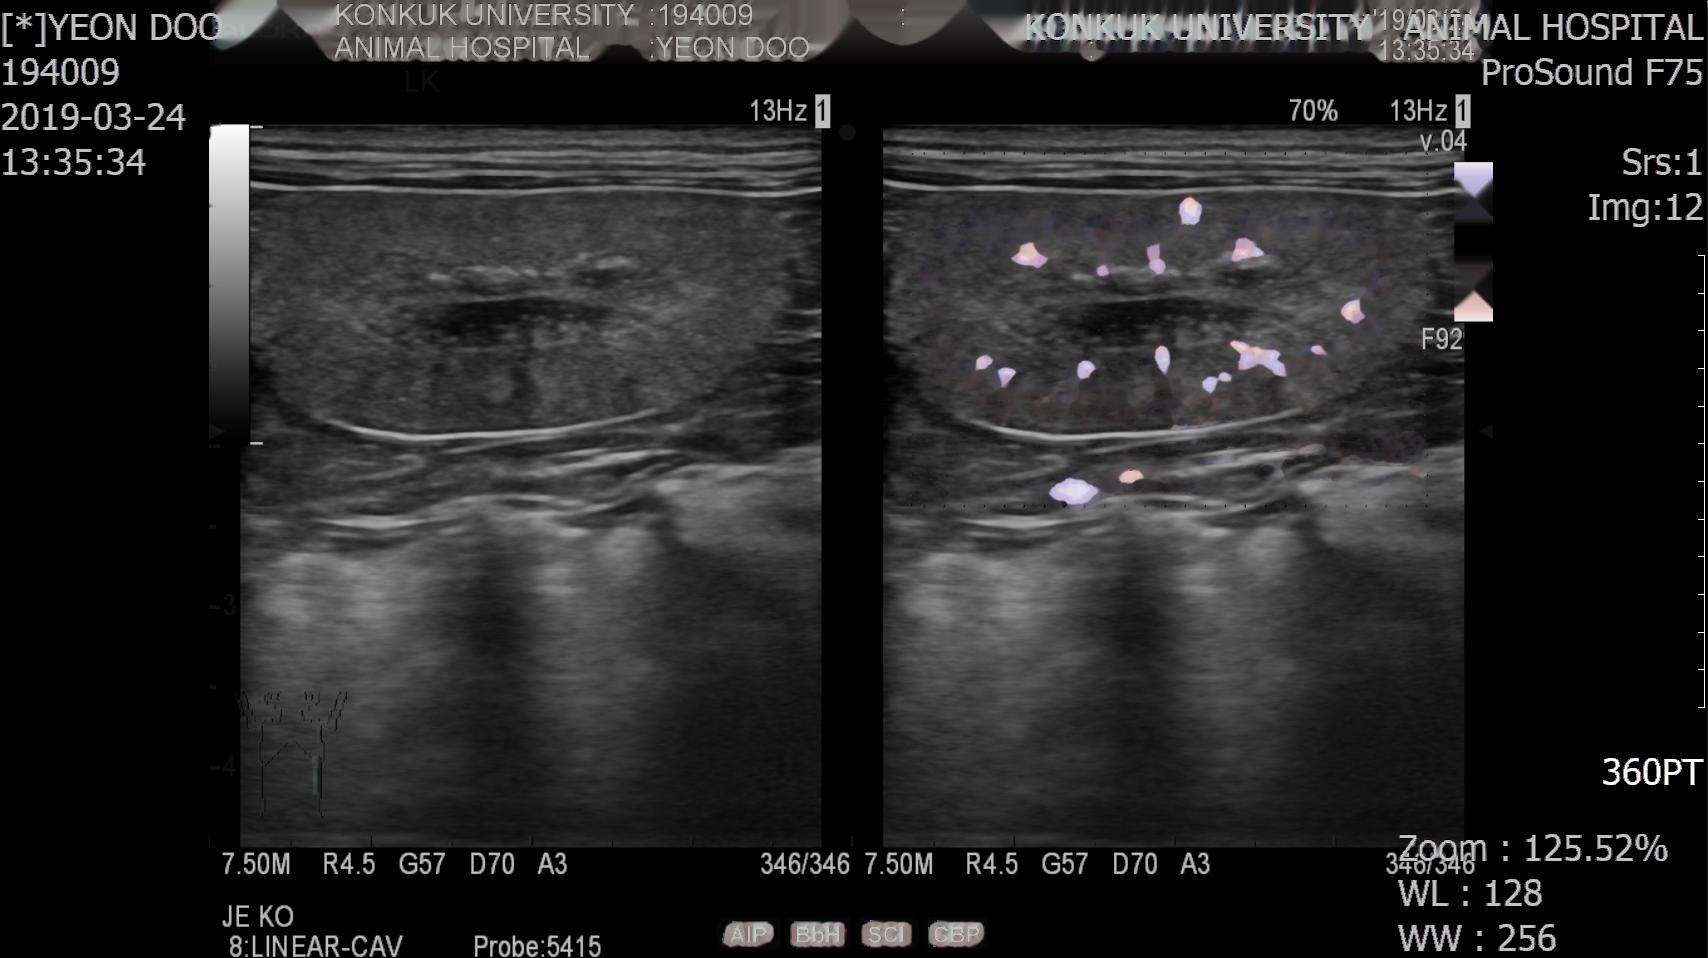 [*]YEON DOO
194009
2019-03-24
13:35:34
KONKUK UNIVERSITY :194009
ANIMAL HOSPITAL :YEON DOO
LK
KONKUK UNIVERSITY ANIMAL HOSPITAL
13:35:34
ProSound F75
Srs:1
Img:12
13Hz 1
70% 13Hz 1
v.04
F92
-3
-4
360PT
7.50M R4.5 G57 D70 A3 346/346
7.50M R4.5 G57 D70 A3 346/346
Zoom : 125.52%
WL : 128
WW : 256
JE KO
8:LINEAR-CAV Probe:5415
AIP BbH SCI CBP